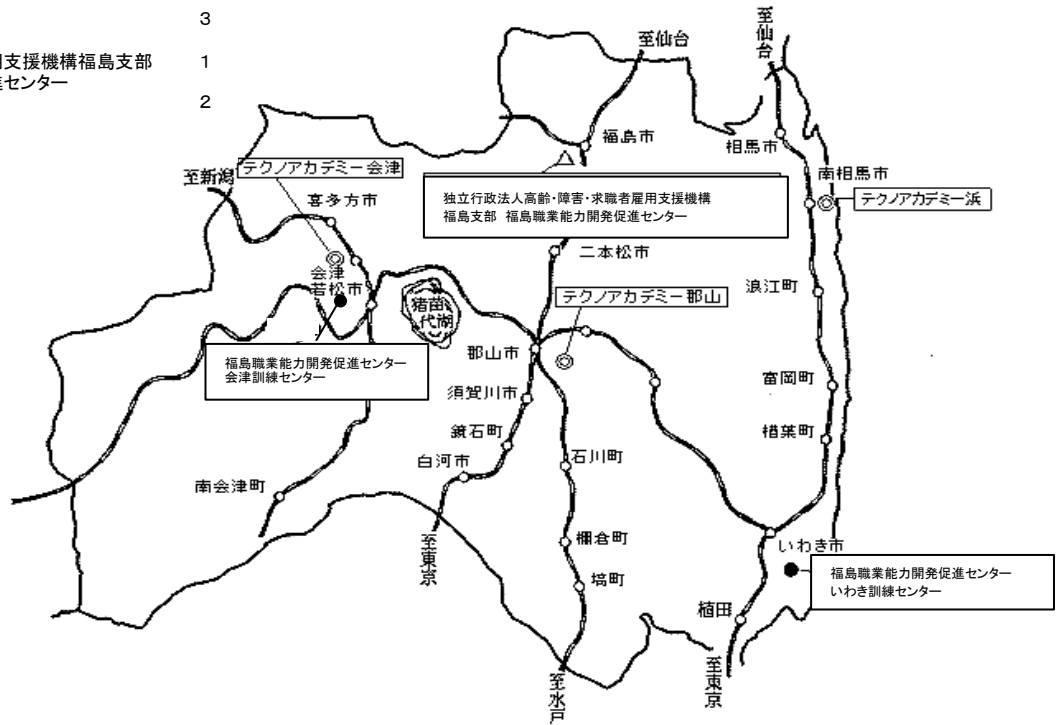 3
支援機構福島支部
1
センター
2
至仙台
至仙台
福島市
相馬市
テクノアカデミー会津
至新潟
喜多方市
南相馬市
テクノアカデミー浜
独立行政法人高齢・障害・求職者雇用支援機構
福島支部 福島職業能力開発促進センター
二本松市
会津
若松市
猪苗
代湖
テクノアカデミー郡山
浪江町
郡山市
福島職業能力開発促進センター
会津訓練センター
富岡町
須賀川市
楢葉町
鏡石町
白河市
石川町
南会津町
至東京
棚倉町
いわき市
福島職業能力開発促進センター
いわき訓練センター
塙町
植田
至水戸
至東京